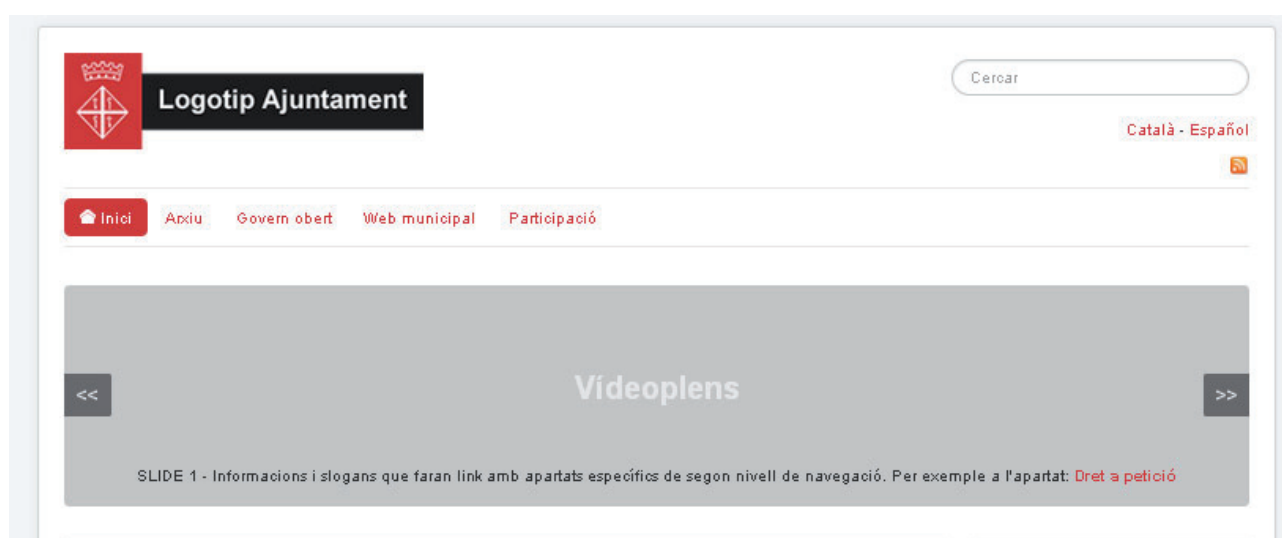 Logotip Ajuntament
Cercar
Català - Español
Inici Arxiu Govern obert Web municipal Participació
Vídeoplens
<< >>
SLIDE 1 - Informacions i slogans que faran link amb apartats específics de segon nivell de navegació. Per exemple a l'apartat: Dret a petició